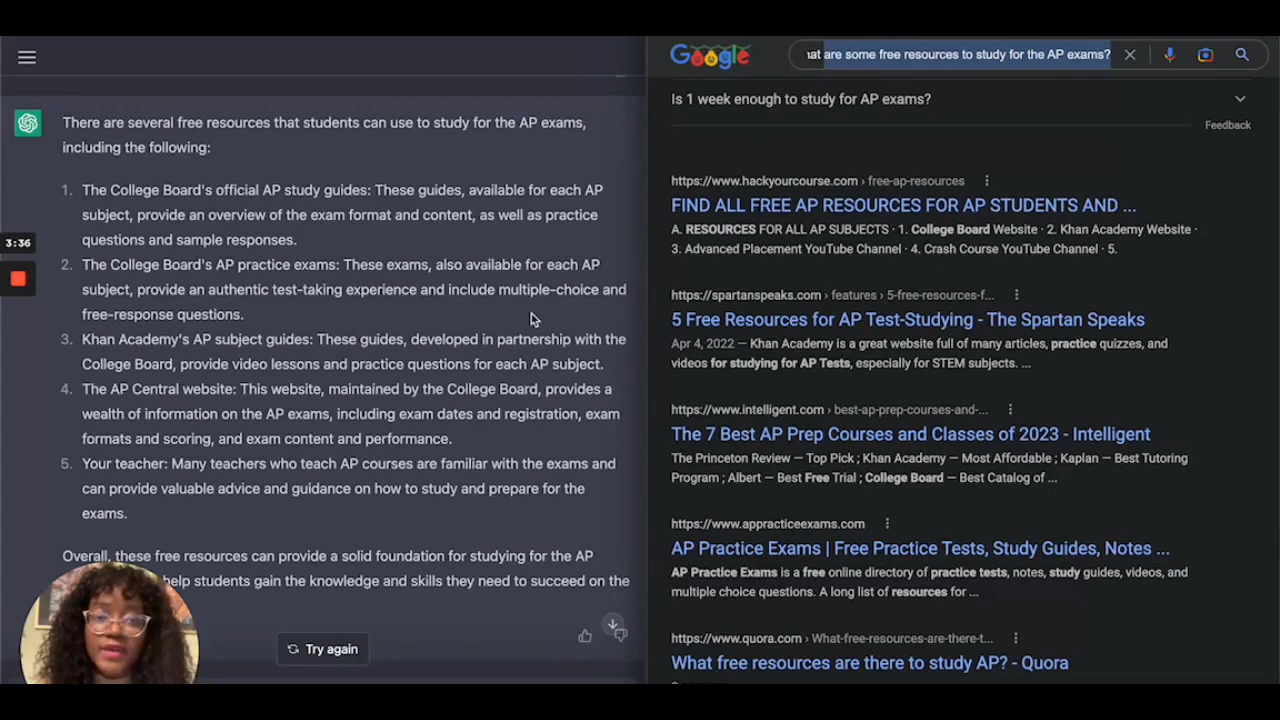 There are several free resources that students can use to study for the AP exams,
including the following:
1. The College Board's official AP study guides: These guides, available for each AP
subject, provide an overview of the exam format and content, as well as practice
questions and sample responses.
2. The College Board's AP practice exams: These exams, also available for each AP
subject, provide an authentic test-taking experience and include multiple-choice and
free-response questions.
3. Khan Academy's AP subject guides: These guides, developed in partnership with the
College Board, provide video lessons and practice questions for each AP subject.
4. The AP Central website: This website, maintained by the College Board, provides a
wealth of information on the AP exams, including exam dates and registration, exam
formats and scoring, and exam content and performance.
5. Your teacher: Many teachers who teach AP courses are familiar with the exams and
can provide valuable advice and guidance on how to study and prepare for the
exams.
Overall, these free resources can provide a solid foundation for studying for the AP
help students gain the knowledge and skills they need to succeed on the
Try again
3:36
Google
are some free resources to study for the AP exams?
Is 1 week enough to study for AP exams?
Feedback
https://www.hackyourcourse.com › free-ap-resources
FIND ALL FREE AP RESOURCES FOR AP STUDENTS AND ...
A. RESOURCES FOR ALL AP SUBJECTS · 1. College Board Website · 2. Khan Academy Website ·
3. Advanced Placement YouTube Channel · 4. Crash Course YouTube Channel · 5.
https://spartanspeaks.com › features › 5-free-resources-f...
5 Free Resources for AP Test-Studying - The Spartan Speaks
Apr 4, 2022 — Khan Academy is a great website full of many articles, practice quizzes, and
videos for studying for AP Tests, especially for STEM subjects. ...
https://www.intelligent.com › best-ap-prep-courses-and-...
The 7 Best AP Prep Courses and Classes of 2023 - Intelligent
The Princeton Review — Top Pick ; Khan Academy — Most Affordable ; Kaplan — Best Tutoring
Program ; Albert — Best Free Trial ; College Board — Best Catalog of ...
https://www.appracticeexams.com
AP Practice Exams | Free Practice Tests, Study Guides, Notes ...
AP Practice Exams is a free online directory of practice tests, notes, study guides, videos, and
multiple choice questions. A long list of resources for ...
https://www.quora.com › What-free-resources-are-there-t...
What free resources are there to study AP? - Quora